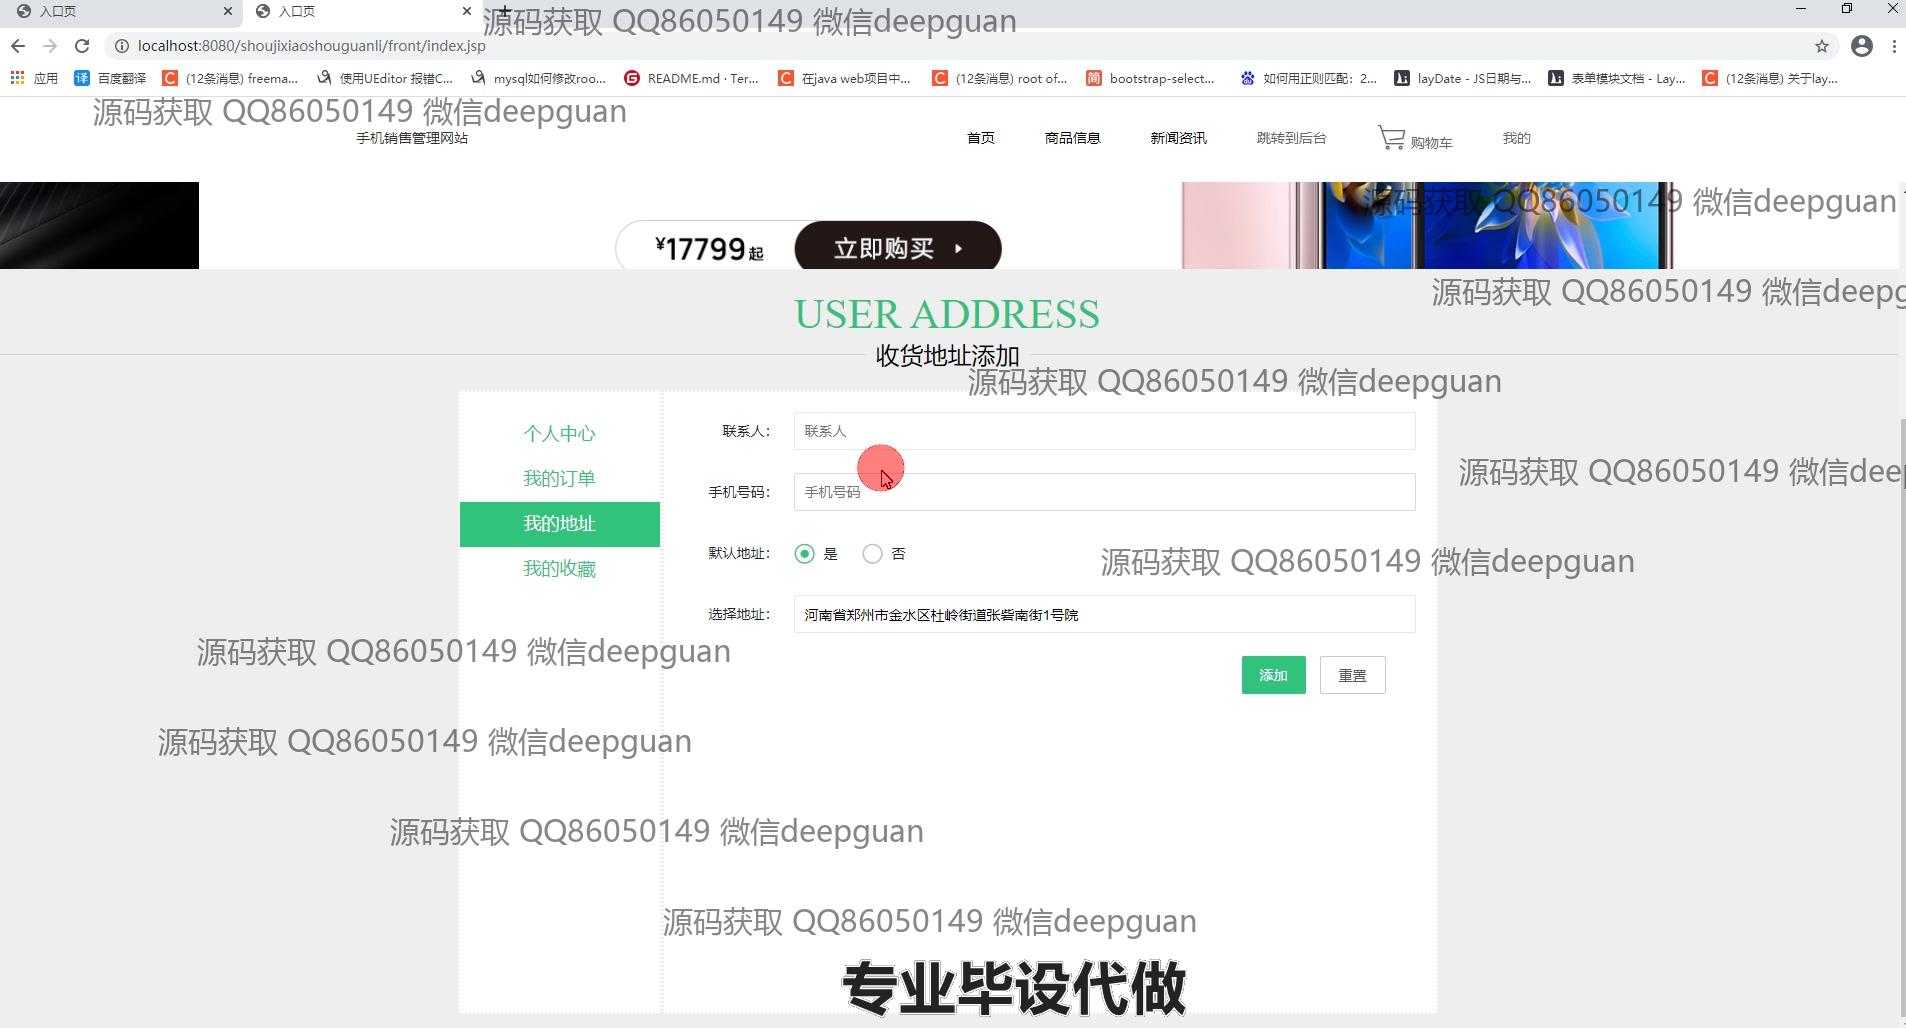 入口页
入口页
源码获取 QQ86050149 微信deepguan
localhost:8080/shoujixiaoshouguanli/front/index.jsp
应用
百度翻译
(12条消息) freema...
使用UEditor 报错C...
mysql如何修改roo...
README.md · Ter...
在java web项目中...
(12条消息) root of...
bootstrap-select...
如何用正则匹配：2...
layDate - JS日期与...
表单模块文档 - Lay...
(12条消息) 关于lay...
源码获取 QQ86050149 微信deepguan
手机销售管理网站
首页
商品信息
新闻资讯
跳转到后台
购物车
我的
源码获取 QQ86050149 微信deepguan
¥17799起
立即购买
源码获取 QQ86050149 微信deepg
USER ADDRESS
收货地址添加
源码获取 QQ86050149 微信deepguan
个人中心
我的订单
我的地址
我的收藏
联系人：
联系人
源码获取 QQ86050149 微信dee
手机号码：
手机号码
默认地址：
是
否
源码获取 QQ86050149 微信deepguan
选择地址：
河南省郑州市金水区杜岭街道张砦南街1号院
源码获取 QQ86050149 微信deepguan
添加
重置
源码获取 QQ86050149 微信deepguan
源码获取 QQ86050149 微信deepguan
源码获取 QQ86050149 微信deepguan
专业毕设代做